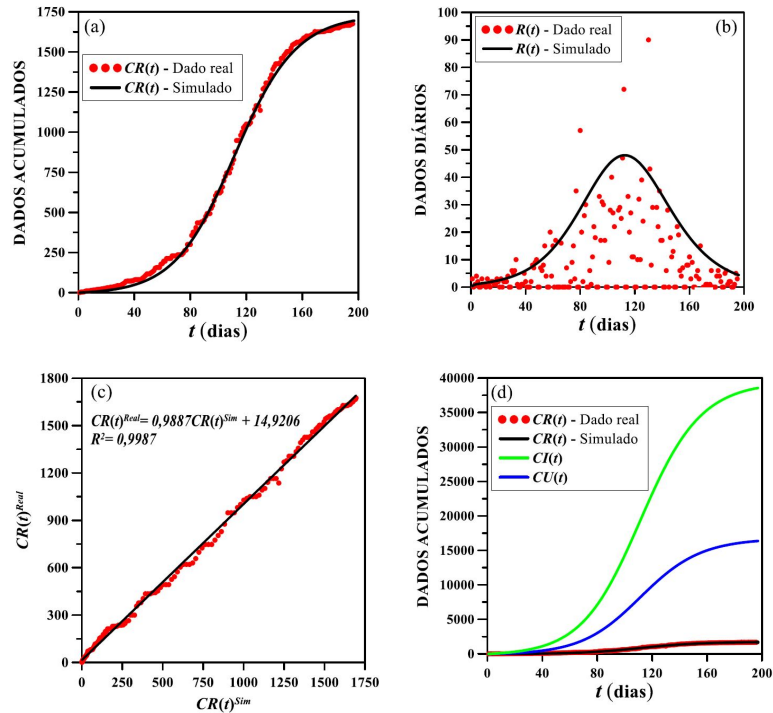 (a)
CR(t) - Dado real
CR(t) - Simulado
DADOS ACUMULADOS
1750
1500
1250
1000
750
500
250
0
0 40 80 120 160 200
t (dias)
(b)
R(t) - Dado real
R(t) - Simulado
DADOS DIÁRIOS
100
90
80
70
60
50
40
30
20
10
0
0 40 80 120 160 200
t (dias)
(c)
CR(t)^Real = 0,9887CR(t)^Sim + 14,9206
R² = 0,9987
CR(t)^Real
1800
1500
1200
900
600
300
0
0 250 500 750 1000 1250 1500 1750
CR(t)^Sim
(d)
CR(t) - Dado real
CR(t) - Simulado
CI(t)
CU(t)
DADOS ACUMULADOS
40000
35000
30000
25000
20000
15000
10000
5000
0
0 40 80 120 160 200
t (dias)